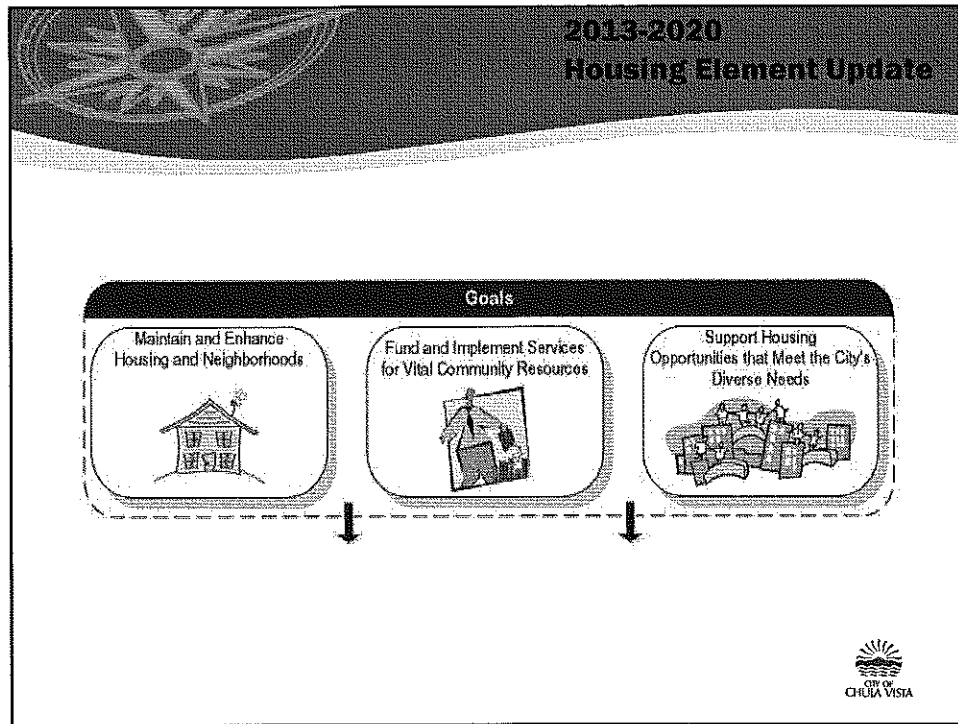 2013-2020
Housing Element Update
Goals
Maintain and Enhance
Housing and Neighborhoods
Fund and Implement Services
for Vital Community Resources
Support Housing
Opportunities that Meet the City's
Diverse Needs
CITY OF
CHULA VISTA